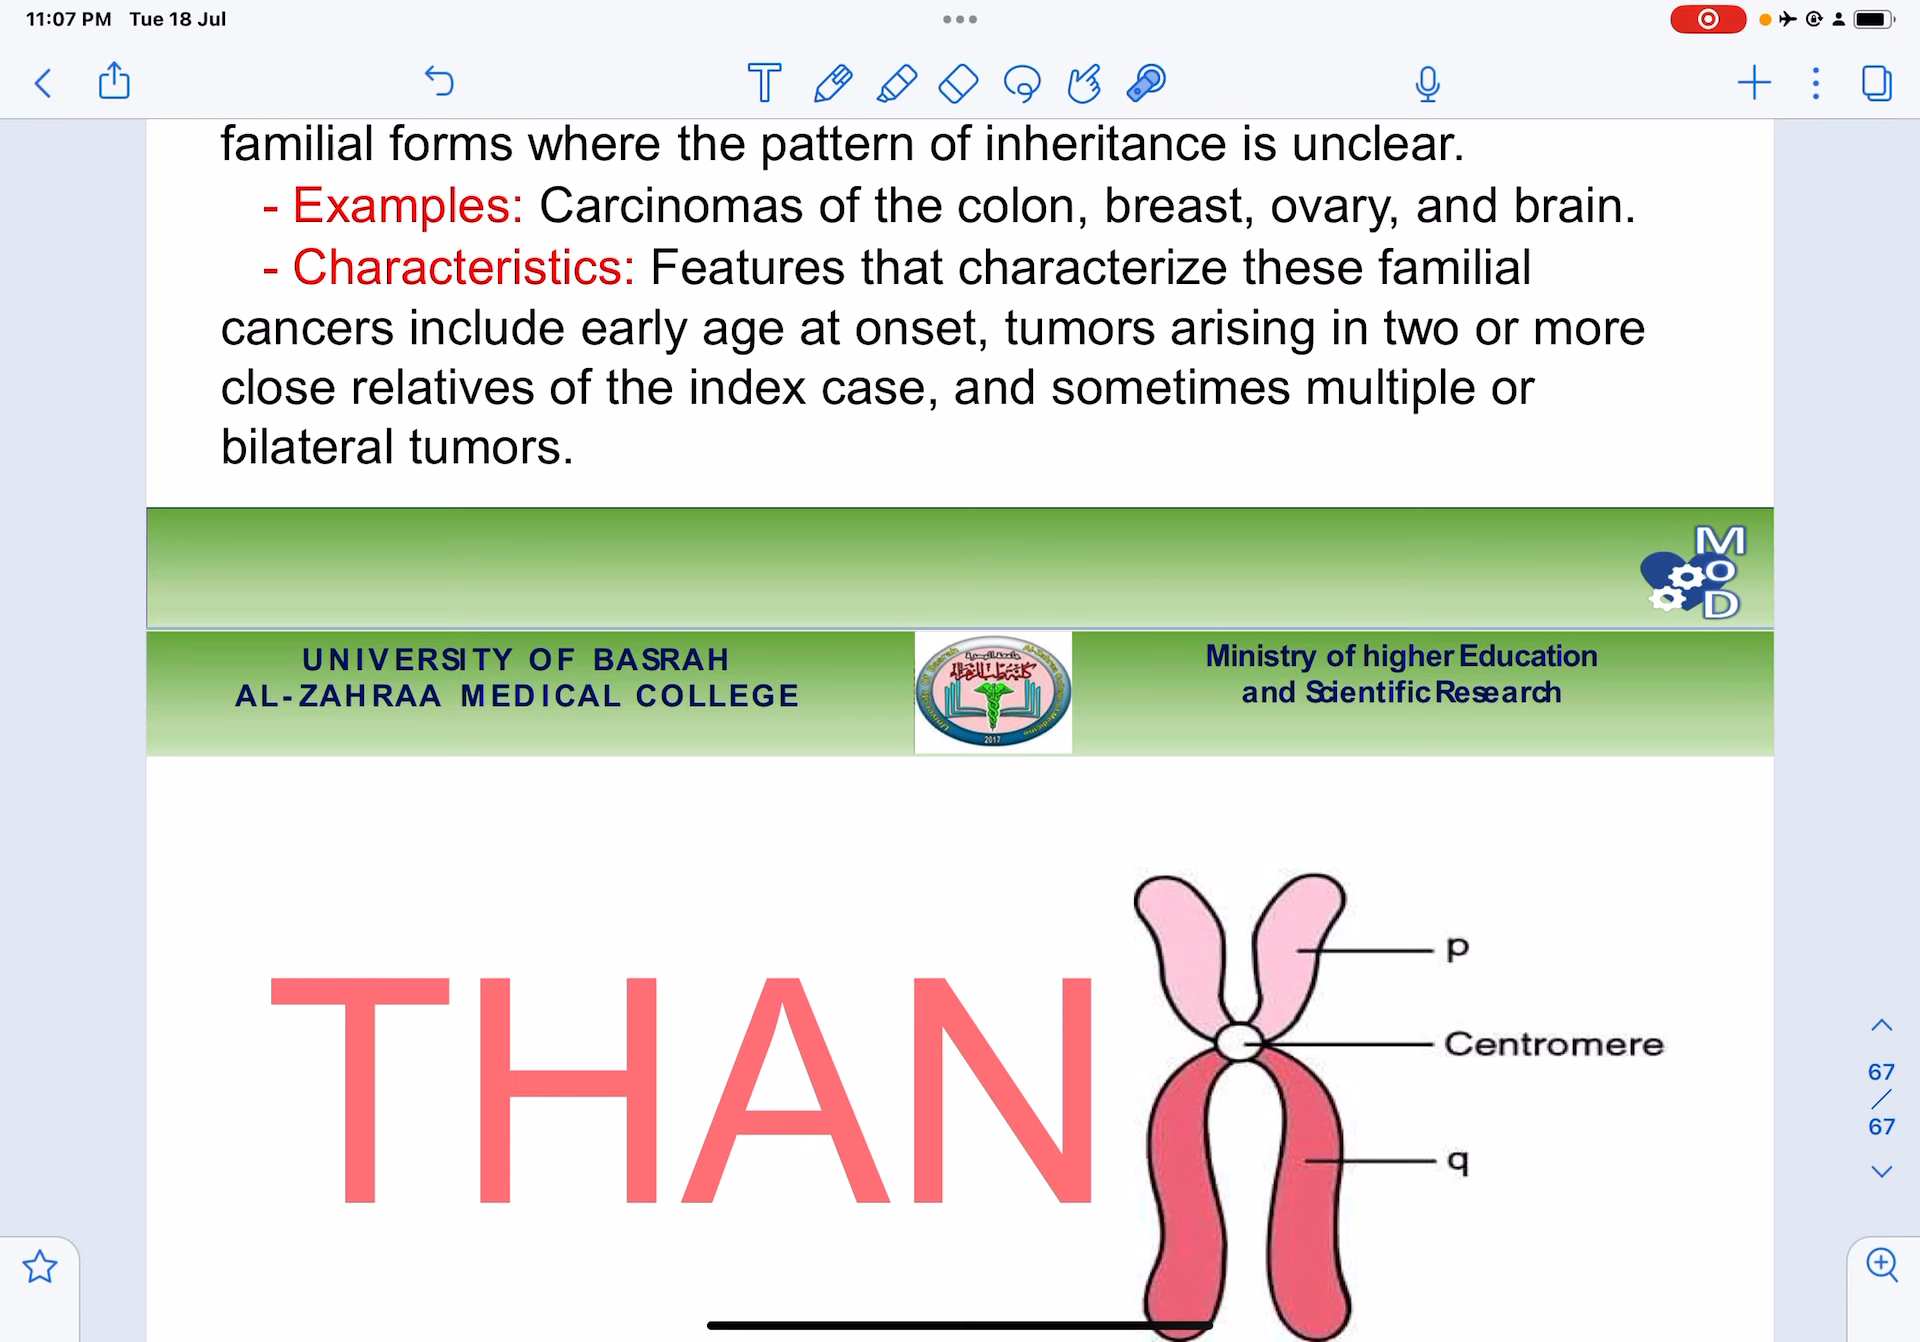 11:07 PM Tue 18 Jul
familial forms where the pattern of inheritance is unclear.
- Examples: Carcinomas of the colon, breast, ovary, and brain.
- Characteristics: Features that characterize these familial
cancers include early age at onset, tumors arising in two or more
close relatives of the index case, and sometimes multiple or
bilateral tumors.
MOD
UNIVERSITY OF BASRAH
AL-ZAHRAA MEDICAL COLLEGE
2017
Ministry of higher Education
and Scientific Research
THAN
p
Centromere
q
67
/
67